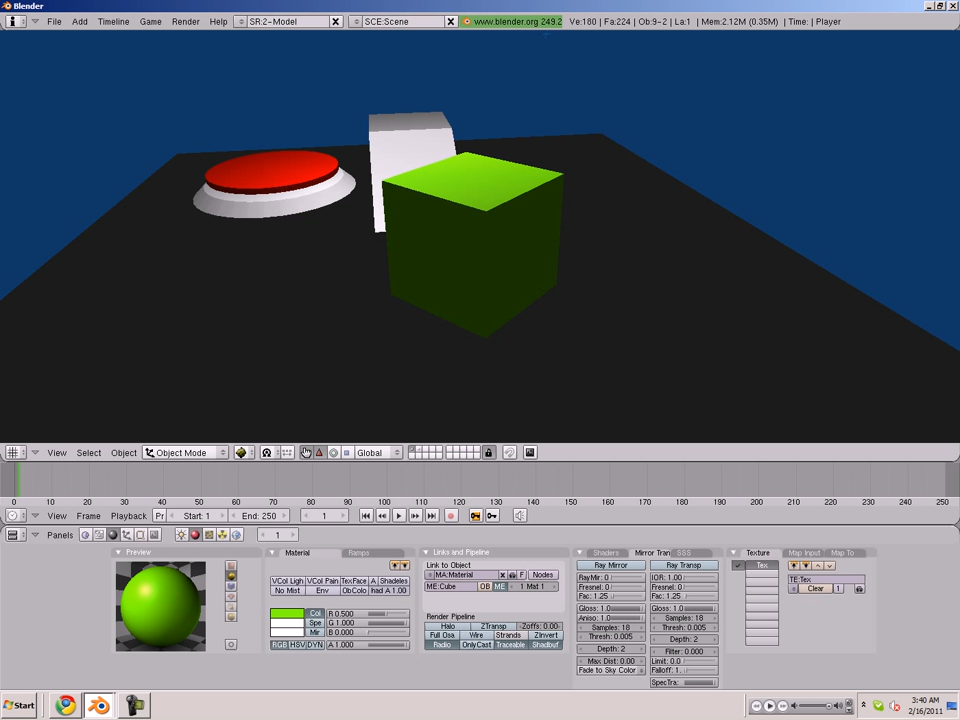 Blender
File Add Timeline Game Render Help SR:2-Model SCE:Scene www.blender.org 249.2 Ve:180 | Fa:224 | Ob:9-2 | La:1 | Mem:2.12M (0.35M) | Time: | Player
View Select Object Object Mode Global
0 10 20 30 40 50 60 70 80 90 100 110 120 130 140 150 160 170 180 190 200 210 220 230 240 250
View Frame Playback Pr Start: 1 End: 250 1
Panels 1
Preview Material Ramps Links and Pipeline Shaders Mirror Tran SSS Texture Map Input Map To
Link to Object
MA:Material F Nodes
ME:Cube OB ME 1 Mat 1
VCol Ligh VCol Pain TexFace A Shadeles
No Mist Env ObColo had A 1.00
Col R 0.500
Spe G 1.000
Mir B 0.000
RGB HSV DYN A 1.000
Render Pipeline
Halo ZTransp Zoffs: 0.00
Full Osa Wire Strands ZInvert
Radio OnlyCast Traceable Shadbuf
Ray Mirror
RayMir: 0
Fresnel: 0
Fac: 1.25
Gloss: 1.0
Aniso: 1.0
Samples: 18
Thresh: 0.005
Depth: 2
Max Dist: 0.00
Fade to Sky Color
Ray Transp
IOR: 1.00
Fresnel: 0
Fac: 1.25
Gloss: 1.0
Samples: 18
Thresh: 0.005
Depth: 2
Filter: 0.000
Limit: 0.0
Falloff: 1.
SpecTra:
Tex
TE:Tex
Clear 1
Start
3:40 AM
2/16/2011